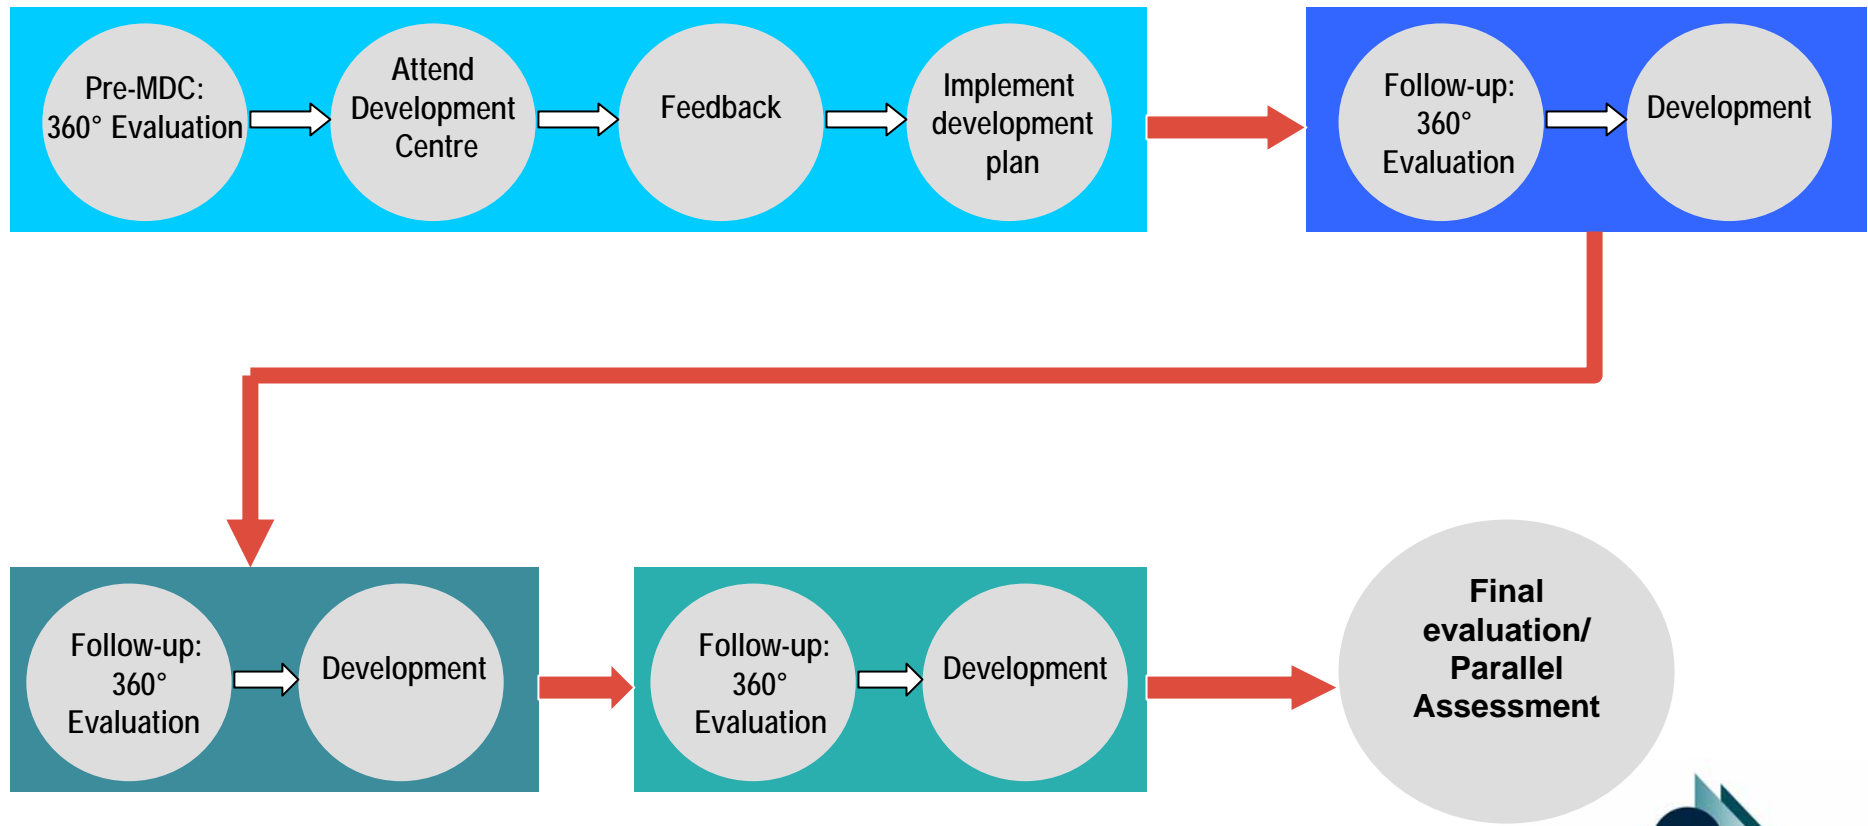 Pre-MDC:
360° Evaluation
Attend
Development
Centre
Feedback
Implement
development
plan
Follow-up:
360°
Evaluation
Development
Follow-up:
360°
Evaluation
Development
Follow-up:
360°
Evaluation
Development
Final
evaluation/
Parallel
Assessment